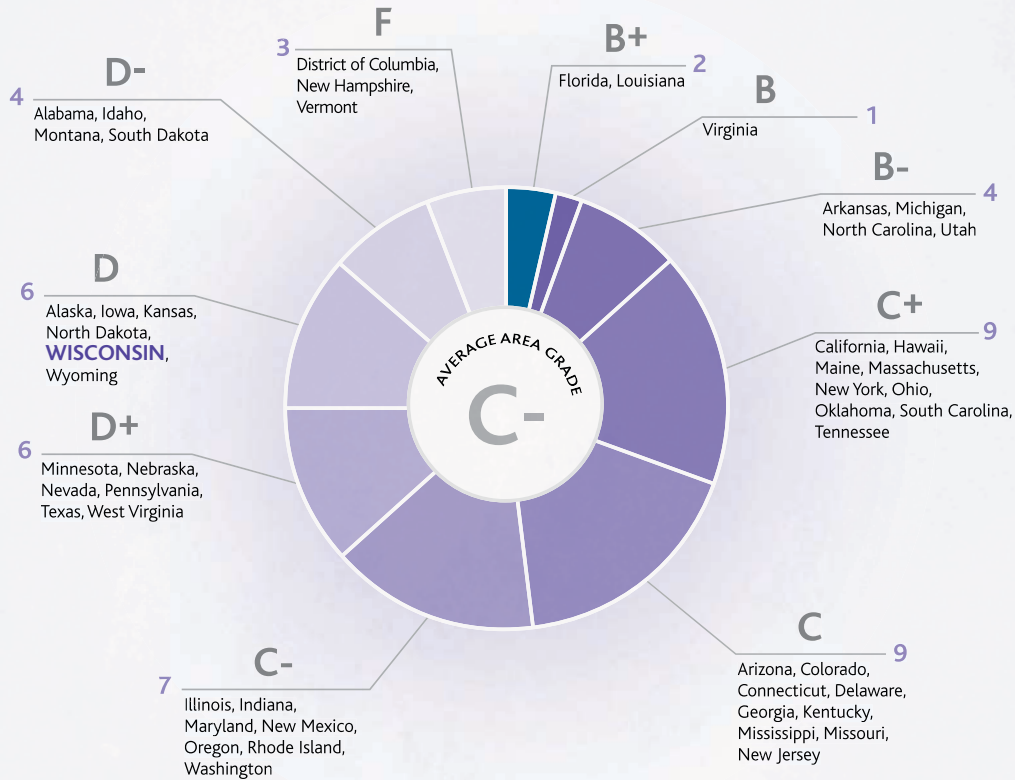 F
3
District of Columbia,
New Hampshire,
Vermont
B+
2
Florida, Louisiana
B
1
Virginia
B-
4
Arkansas, Michigan,
North Carolina, Utah
C+
9
California, Hawaii,
Maine, Massachusetts,
New York, Ohio,
Oklahoma, South Carolina,
Tennessee
C
9
Arizona, Colorado,
Connecticut, Delaware,
Georgia, Kentucky,
Mississippi, Missouri,
New Jersey
C-
7
Illinois, Indiana,
Maryland, New Mexico,
Oregon, Rhode Island,
Washington
D+
6
Minnesota, Nebraska,
Nevada, Pennsylvania,
Texas, West Virginia
D
6
Alaska, Iowa, Kansas,
North Dakota,
WISCONSIN,
Wyoming
D-
4
Alabama, Idaho,
Montana, South Dakota
AVERAGE AREA GRADE
C-